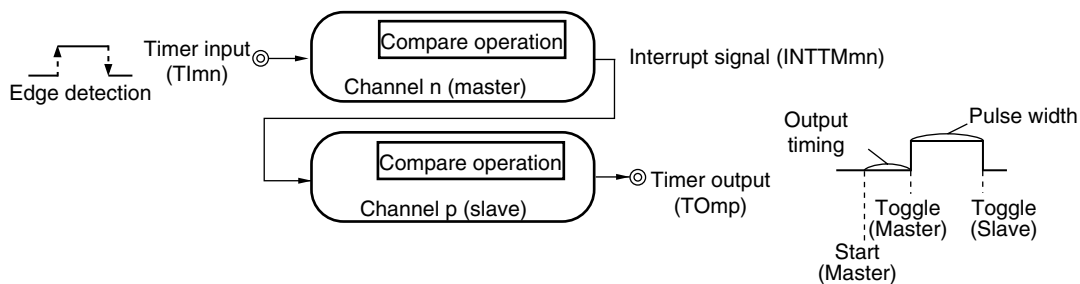 Edge detection
Timer input
(TImn)
Compare operation
Channel n (master)
Interrupt signal (INTTMmn)
Compare operation
Channel p (slave)
Timer output
(TOmp)
Output
timing
Pulse width
Toggle
(Master)
Toggle
(Slave)
Start
(Master)